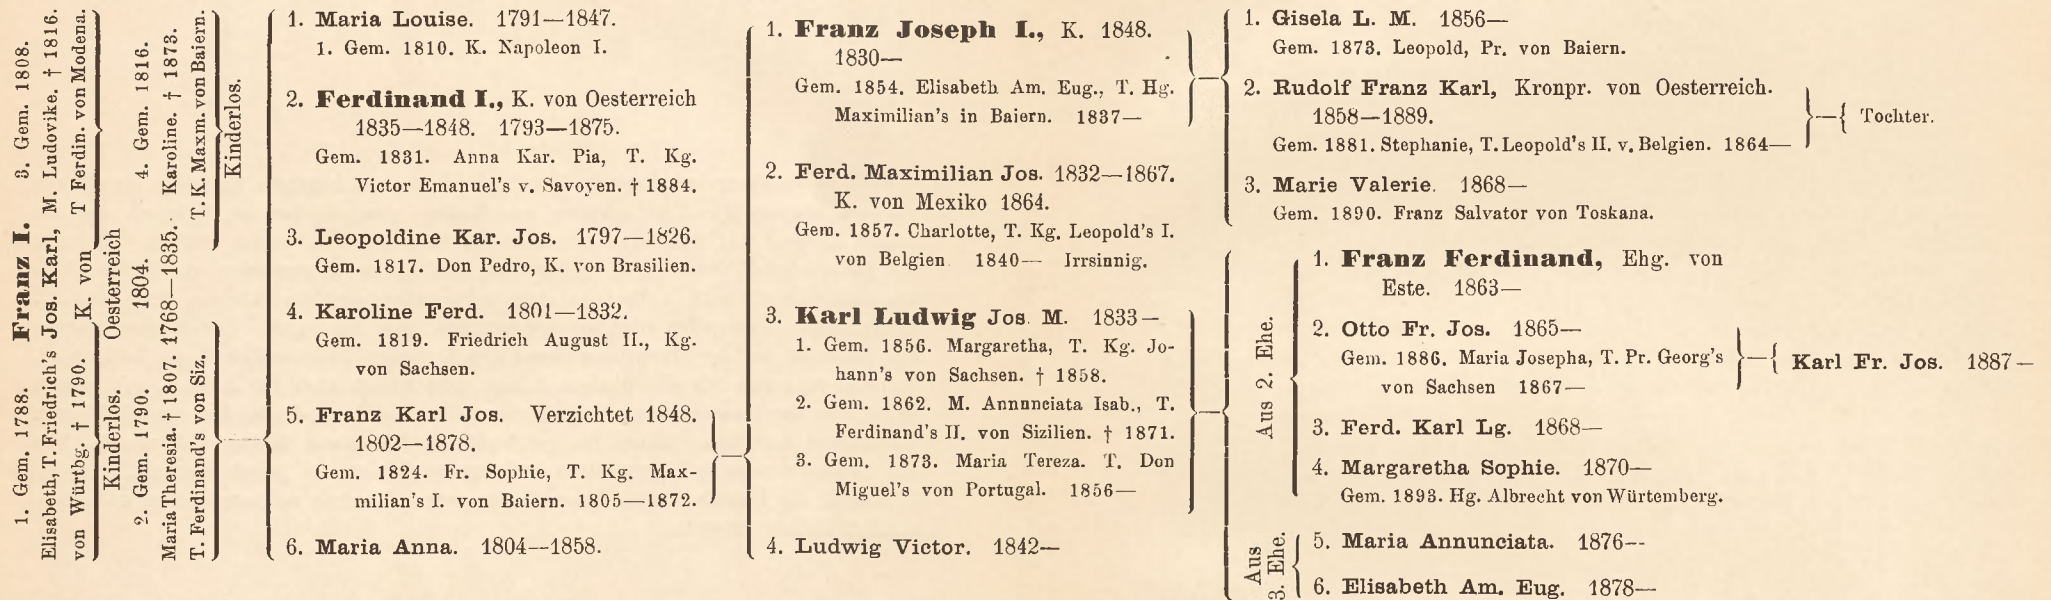 1. Gem. 1788. Franz I. 3. Gem. 1808.
Elisabeth, T. Friedrich's Jos. Karl, M. Ludovike. † 1816.
von Würtbg. † 1790. K. von T Ferdin. von Modena.
Kinderlos. Oesterreich
2. Gem. 1790. 1804. 4. Gem. 1816.
Maria Theresia. † 1807. 1768—1835. Karoline. † 1873.
T. Ferdinand's von Siz. T. K. Maxm. von Baiern.
Kinderlos.
1. Maria Louise. 1791—1847.
1. Gem. 1810. K. Napoleon I.
2. Ferdinand I., K. von Oesterreich
1835—1848. 1793—1875.
Gem. 1831. Anna Kar. Pia, T. Kg.
Victor Emanuel's v. Savoyen. † 1884.
3. Leopoldine Kar. Jos. 1797—1826.
Gem. 1817. Don Pedro, K. von Brasilien.
4. Karoline Ferd. 1801—1832.
Gem. 1819. Friedrich August II., Kg.
von Sachsen.
5. Franz Karl Jos. Verzichtet 1848.
1802—1878.
Gem. 1824. Fr. Sophie, T. Kg. Max-
milian's I. von Baiern. 1805—1872.
6. Maria Anna. 1804—1858.
1. Franz Joseph I., K. 1848.
1830—
Gem. 1854. Elisabeth Am. Eug., T. Hg.
Maximilian's in Baiern. 1837—
2. Ferd. Maximilian Jos. 1832—1867.
K. von Mexiko 1864.
Gem. 1857. Charlotte, T. Kg. Leopold's I.
von Belgien 1840— Irrsinnig.
3. Karl Ludwig Jos. M. 1833—
1. Gem. 1856. Margaretha, T. Kg. Jo-
hann's von Sachsen. † 1858.
2. Gem. 1862. M. Annunciata Isab., T.
Ferdinand's II. von Sizilien. † 1871.
3. Gem. 1873. Maria Tereza. T. Don
Miguel's von Portugal. 1856—
4. Ludwig Victor. 1842—
1. Gisela L. M. 1856—
Gem. 1873. Leopold, Pr. von Baiern.
2. Rudolf Franz Karl, Kronpr. von Oesterreich.
1858—1889.
Gem. 1881. Stephanie, T. Leopold's II. v. Belgien. 1864—
Tochter.
3. Marie Valerie. 1868—
Gem. 1890. Franz Salvator von Toskana.
Aus 2. Ehe.
1. Franz Ferdinand, Ehg. von
Este. 1863—
2. Otto Fr. Jos. 1865—
Gem. 1886. Maria Josepha, T. Pr. Georg's
von Sachsen 1867—
Karl Fr. Jos. 1887—
3. Ferd. Karl Lg. 1868—
4. Margaretha Sophie. 1870—
Gem. 1893. Hg. Albrecht von Würtemberg.
Aus
3. Ehe.
5. Maria Annunciata. 1876--
6. Elisabeth Am. Eug. 1878—